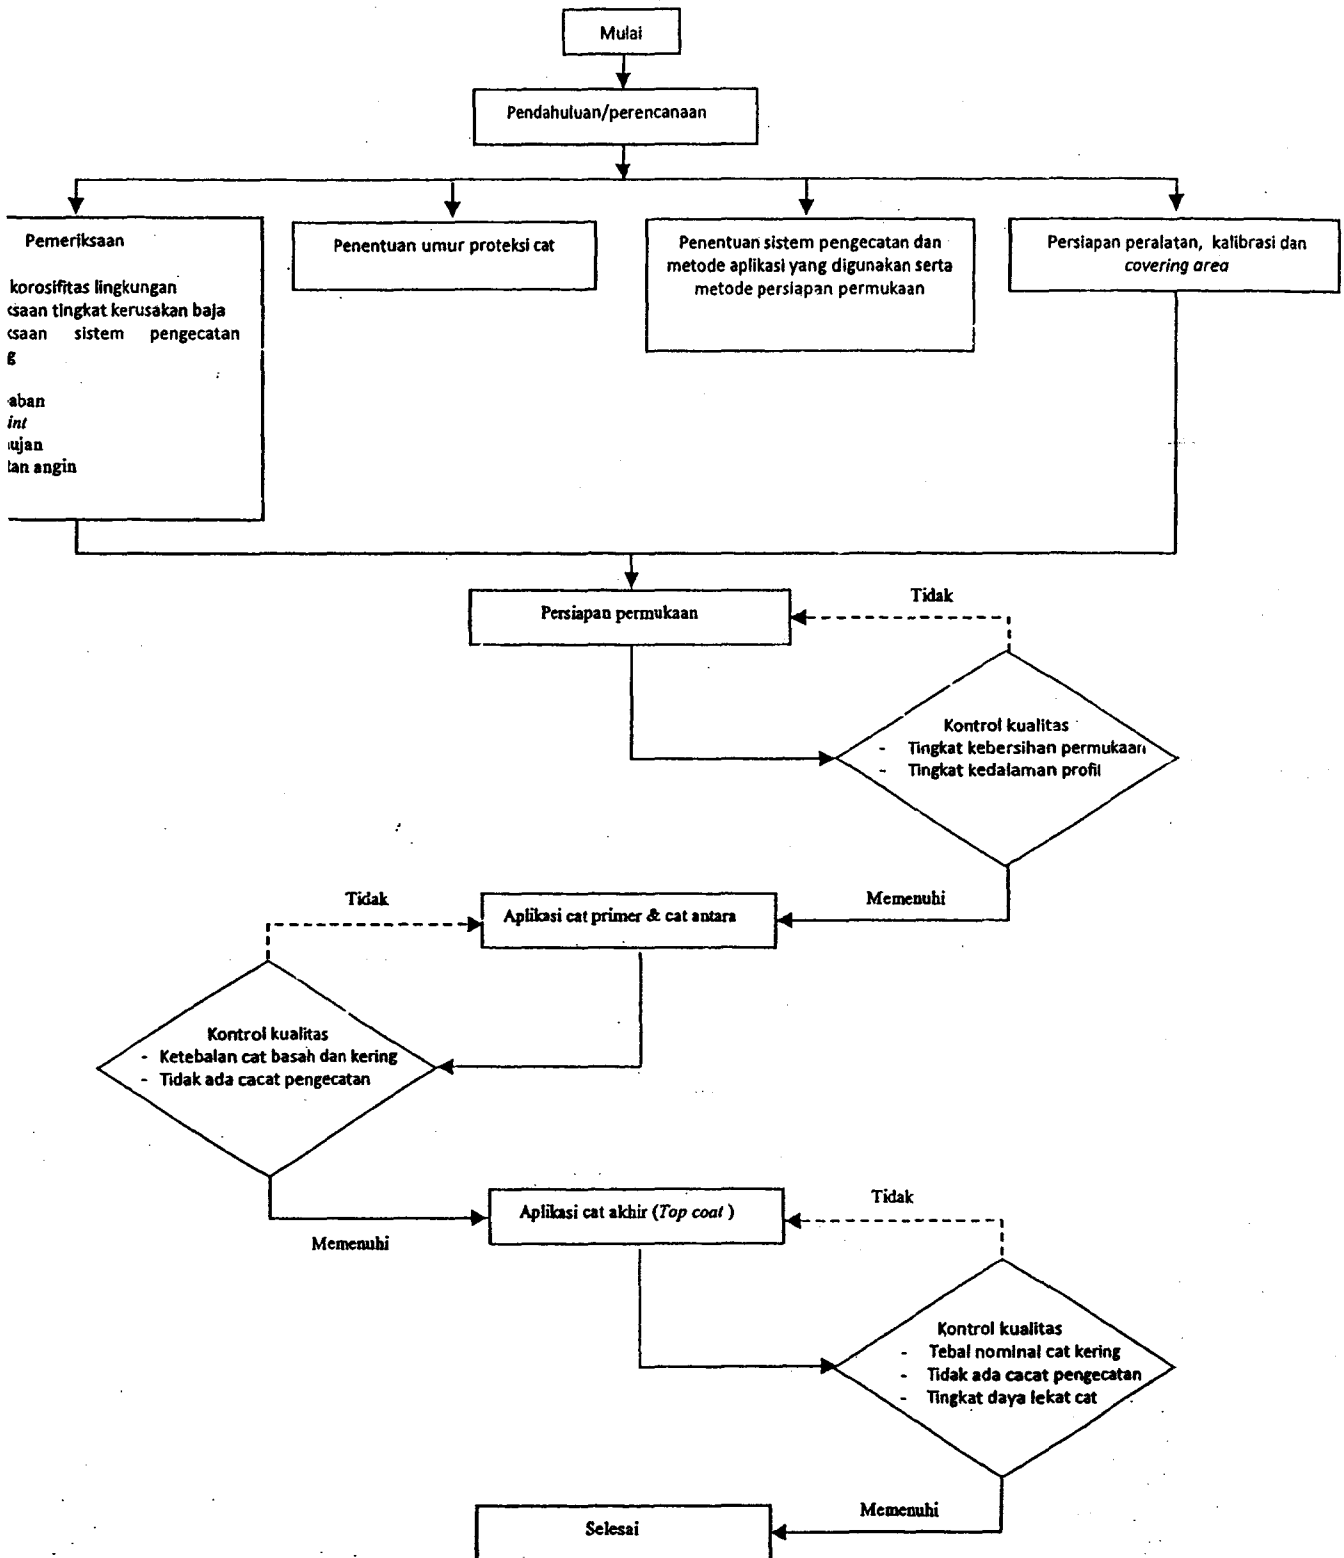 Mulai
Pendahuluan/perencanaan
Pemeriksaan
korosifitas lingkungan
tingkat kerusakan baja
sistem pengecatan
angin
Penentuan umur proteksi cat
Penentuan sistem pengecatan dan
metode aplikasi yang digunakan serta
metode persiapan permukaan
Persiapan peralatan, kalibrasi dan
covering area
Persiapan permukaan
Tidak
Kontrol kualitas
- Tingkat kebersihan permukaan
- Tingkat kedalaman profil
Memenuhi
Aplikasi cat primer & cat antara
Tidak
Kontrol kualitas
- Ketebalan cat basah dan kering
- Tidak ada cacat pengecatan
Memenuhi
Aplikasi cat akhir (Top coat )
Tidak
Kontrol kualitas
- Tebal nominal cat kering
- Tidak ada cacat pengecatan
- Tingkat daya lekat cat
Memenuhi
Selesai